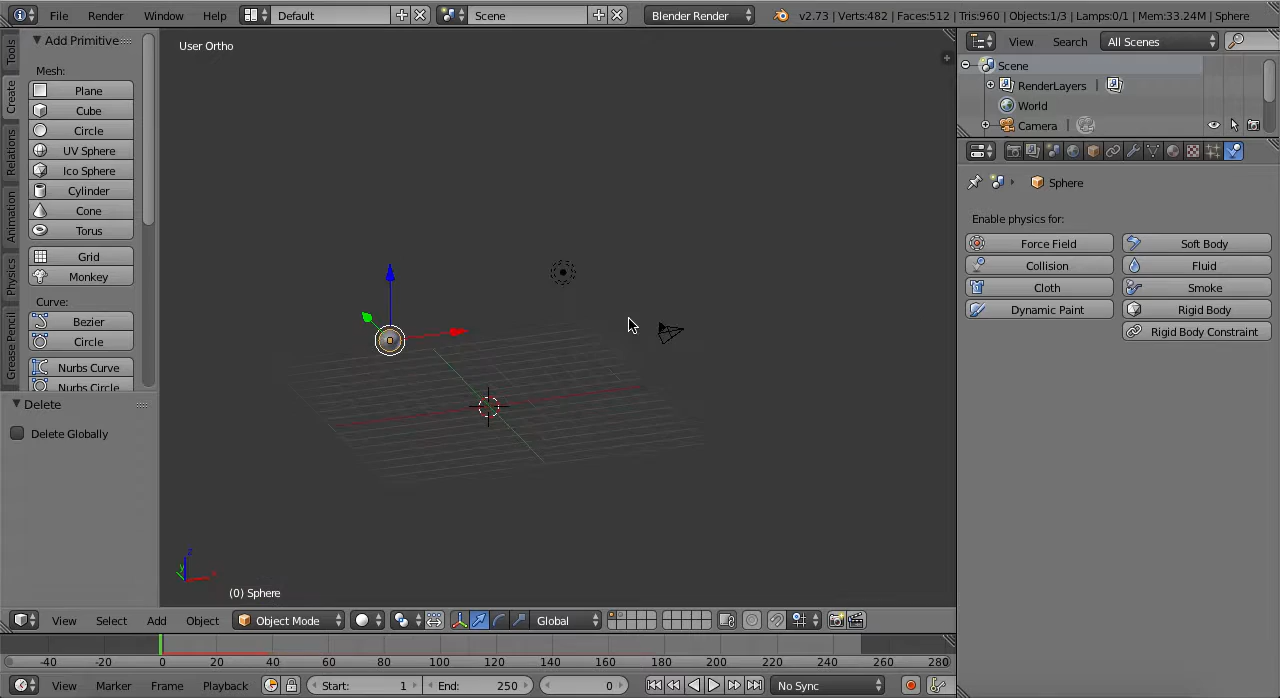 File Render Window Help Default Scene Blender Render v2.73 | Verts:482 | Faces:512 | Tris:960 | Objects:1/3 | Lamps:0/1 | Mem:33.24M | Sphere
Tools
Create
Relations
Animation
Physics
Grease Pencil
Add Primitive
Mesh:
Plane
Cube
Circle
UV Sphere
Ico Sphere
Cylinder
Cone
Torus
Grid
Monkey
Curve:
Bezier
Circle
Nurbs Curve
Nurbs Circle
Delete
Delete Globally
User Ortho
z
y
x
(0) Sphere
View Search All Scenes
Scene
RenderLayers |
World
Camera |
Sphere
Enable physics for:
Force Field Soft Body
Collision Fluid
Cloth Smoke
Dynamic Paint Rigid Body
Rigid Body Constraint
View Select Add Object Object Mode Global
-40 -20 0 20 40 60 80 100 120 140 160 180 200 220 240 260 280
View Marker Frame Playback Start: 1 End: 250 0 No Sync